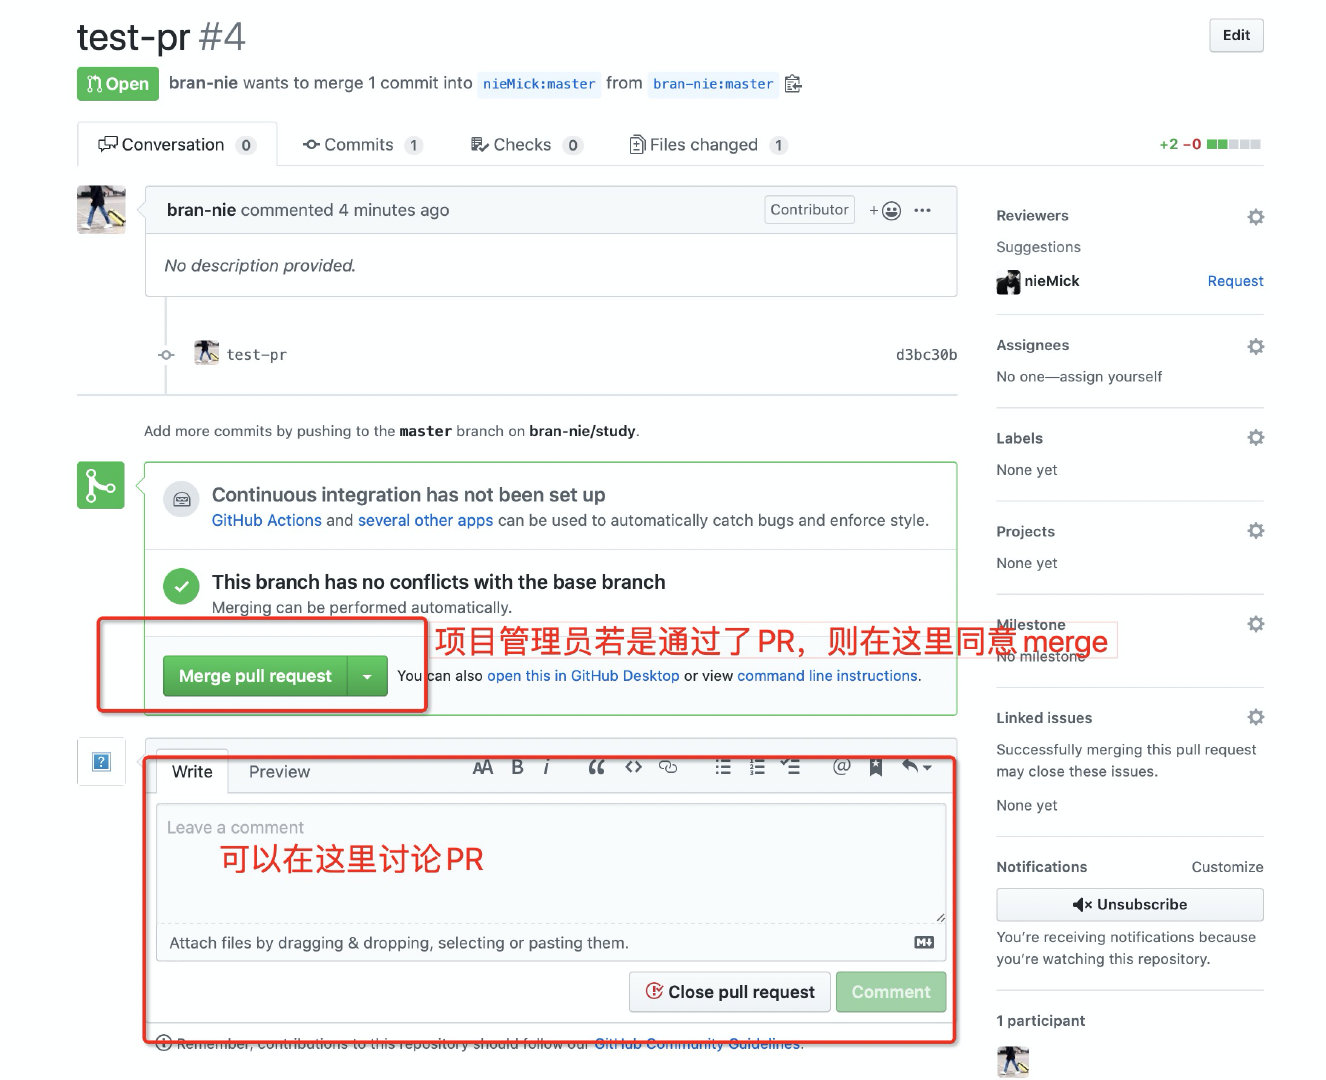 test-pr #4
Edit
Open
bran-nie wants to merge 1 commit into nieMick:master from bran-nie:master
Conversation 0
Commits 1
Checks 0
Files changed 1
+2 −0
bran-nie commented 4 minutes ago
Contributor
No description provided.
test-pr
d3bc30b
Add more commits by pushing to the master branch on bran-nie/study.
Continuous integration has not been set up
GitHub Actions and several other apps can be used to automatically catch bugs and enforce style.
This branch has no conflicts with the base branch
Merging can be performed automatically.
项目管理员若是通过了PR，则在这里同意merge
Merge pull request
You can also open this in GitHub Desktop or view command line instructions.
Write
Preview
Leave a comment
可以在这里讨论PR
Attach files by dragging & dropping, selecting or pasting them.
Close pull request
Comment
Remember, contributions to this repository should follow our GitHub Community Guidelines.
Reviewers
Suggestions
nieMick
Request
Assignees
No one—assign yourself
Labels
None yet
Projects
None yet
Milestone
No milestone
Linked issues
Successfully merging this pull request
may close these issues.
None yet
Notifications
Customize
Unsubscribe
You're receiving notifications because
you're watching this repository.
1 participant